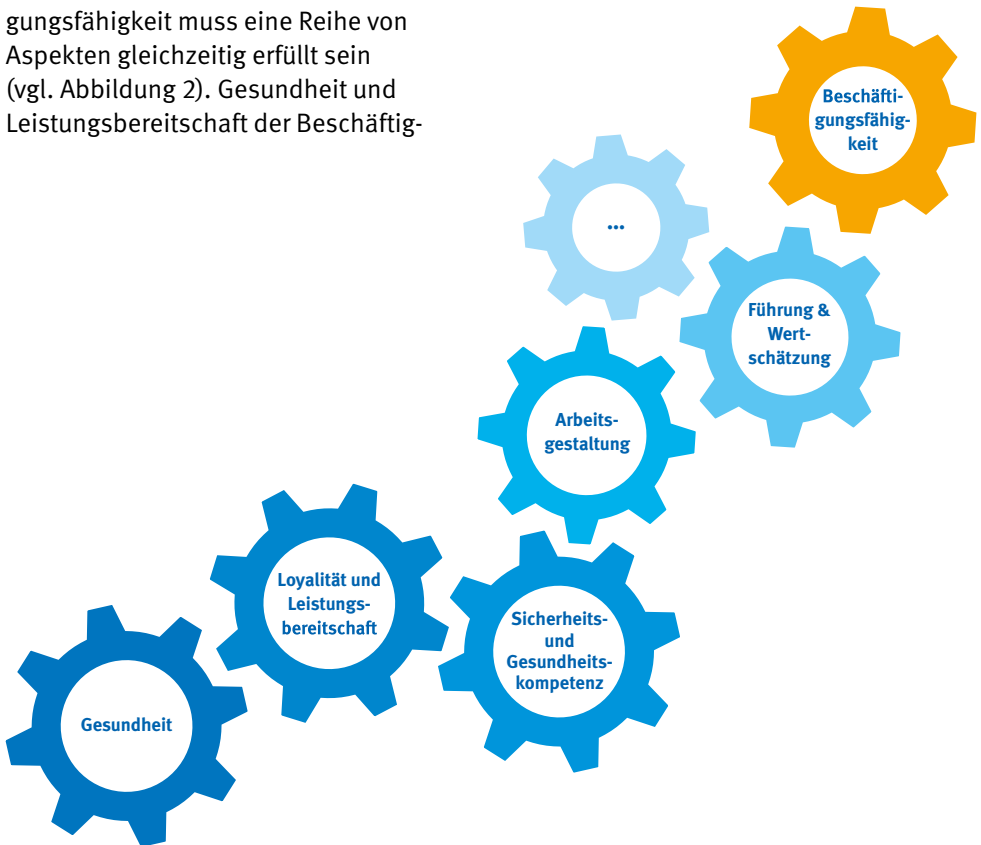 gungsfähigkeit muss eine Reihe von
Aspekten gleichzeitig erfüllt sein
(vgl. Abbildung 2). Gesundheit und
Leistungsbereitschaft der Beschäftig-
Beschäfti-
gungsfähig-
keit
...
Führung &
Wert-
schätzung
Arbeits-
gestaltung
Loyalität und
Leistungs-
bereitschaft
Sicherheits-
und
Gesundheits-
kompetenz
Gesundheit